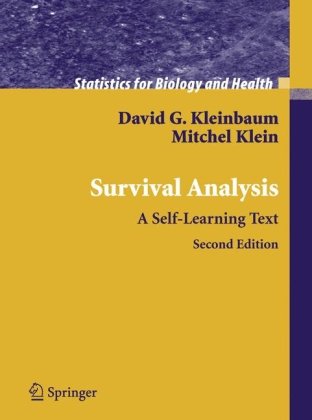 Statistics for Biology and Health
David G. Kleinbaum
Mitchel Klein
Survival Analysis
A Self-Learning Text
Second Edition
Springer